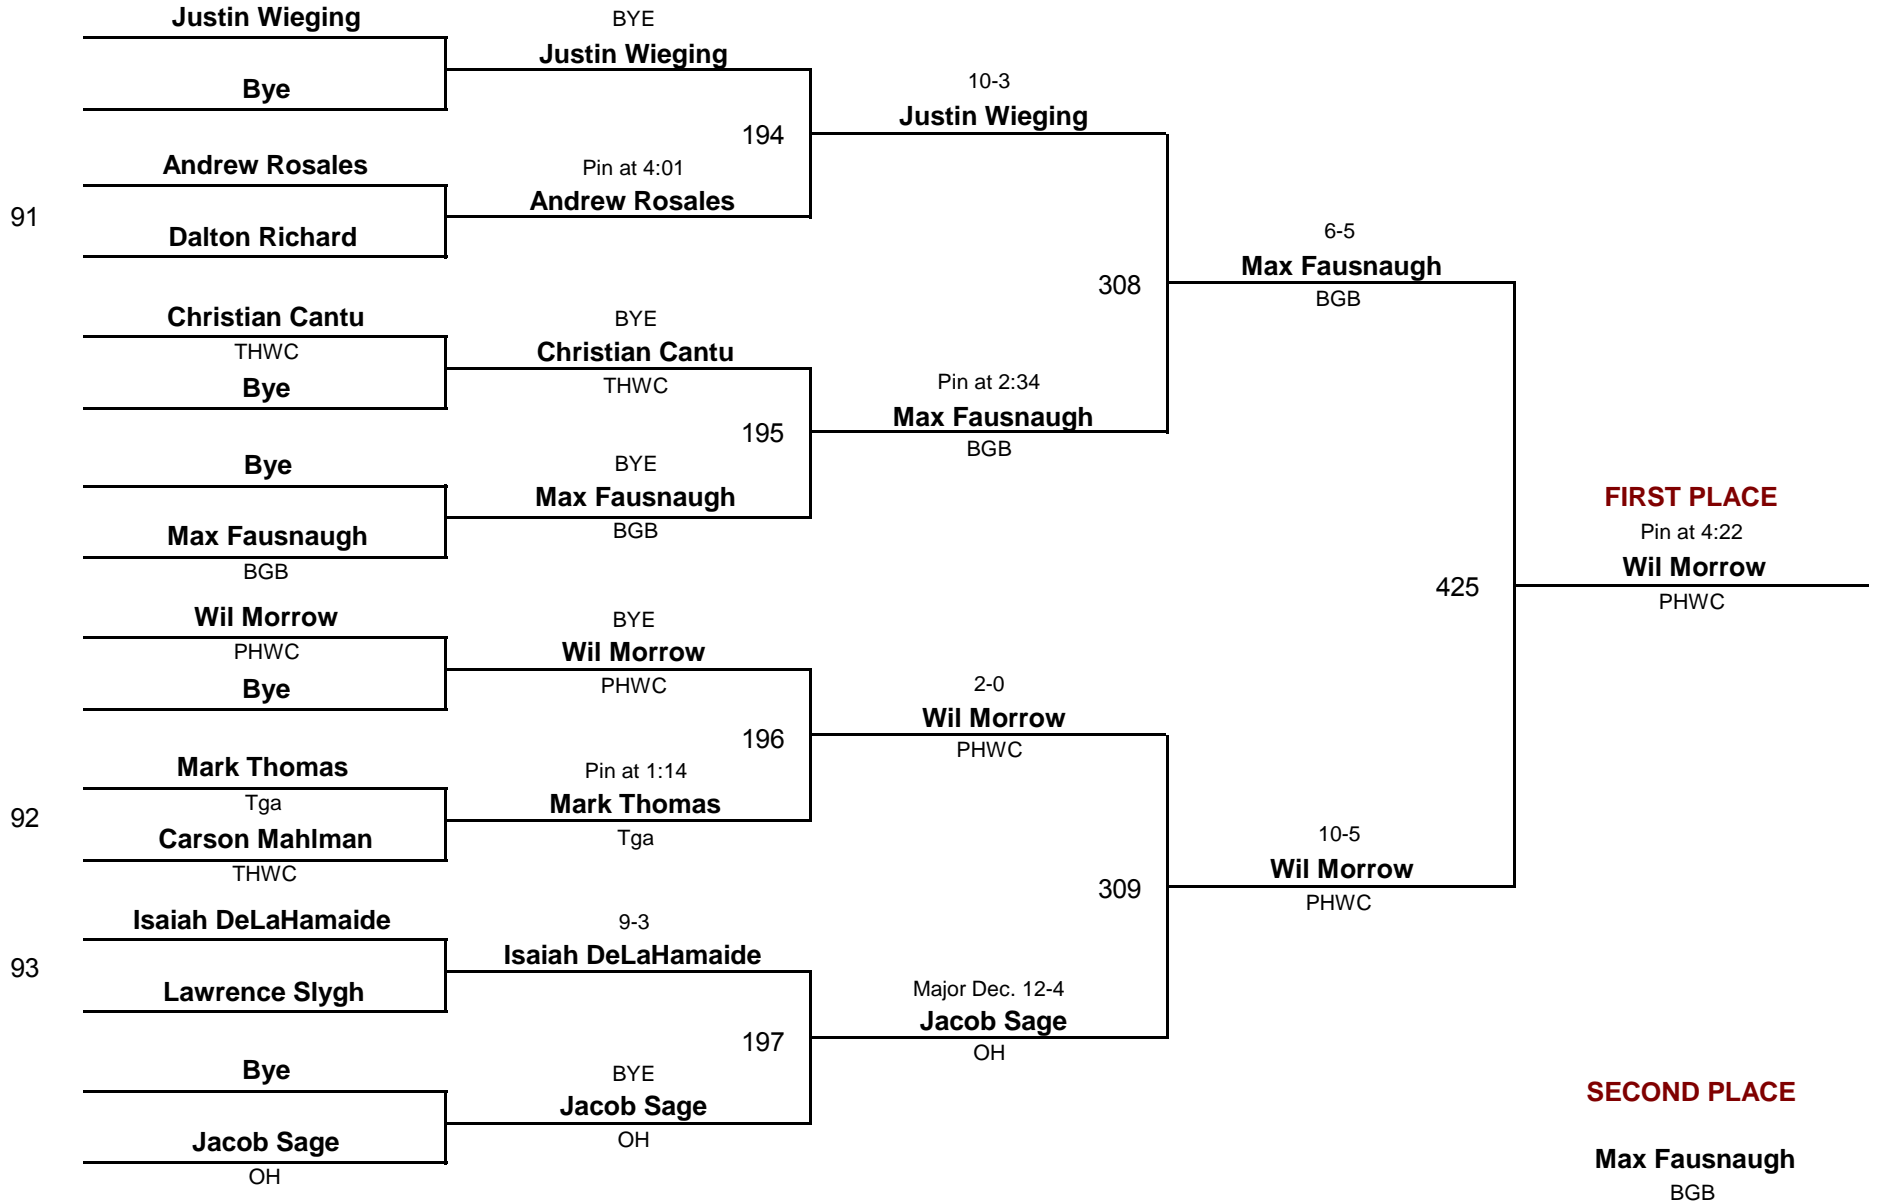 Justin Wieging
Bye
91
Andrew Rosales
Dalton Richard
Christian Cantu
THWC
Bye
Bye
Max Fausnaugh
BGB
Wil Morrow
PHWC
Bye
92
Mark Thomas
Tga
Carson Mahlman
THWC
93
Isaiah DeLaHamaide
Lawrence Slygh
Bye
Jacob Sage
OH
BYE
Justin Wieging
194
Pin at 4:01
Andrew Rosales
BYE
Christian Cantu
THWC
195
BYE
Max Fausnaugh
BGB
BYE
Wil Morrow
PHWC
196
Pin at 1:14
Mark Thomas
Tga
9-3
Isaiah DeLaHamaide
197
BYE
Jacob Sage
OH
10-3
Justin Wieging
308
Pin at 2:34
Max Fausnaugh
BGB
2-0
Wil Morrow
PHWC
309
Major Dec. 12-4
Jacob Sage
OH
6-5
Max Fausnaugh
BGB
425
10-5
Wil Morrow
PHWC
FIRST PLACE
Pin at 4:22
Wil Morrow
PHWC
SECOND PLACE
Max Fausnaugh
BGB